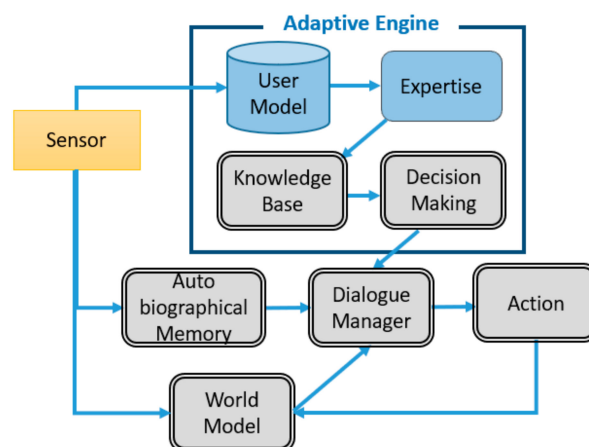 Adaptive Engine
User
Model
Expertise
Sensor
Knowledge
Base
Decision
Making
Auto
biographical
Memory
Dialogue
Manager
Action
World
Model